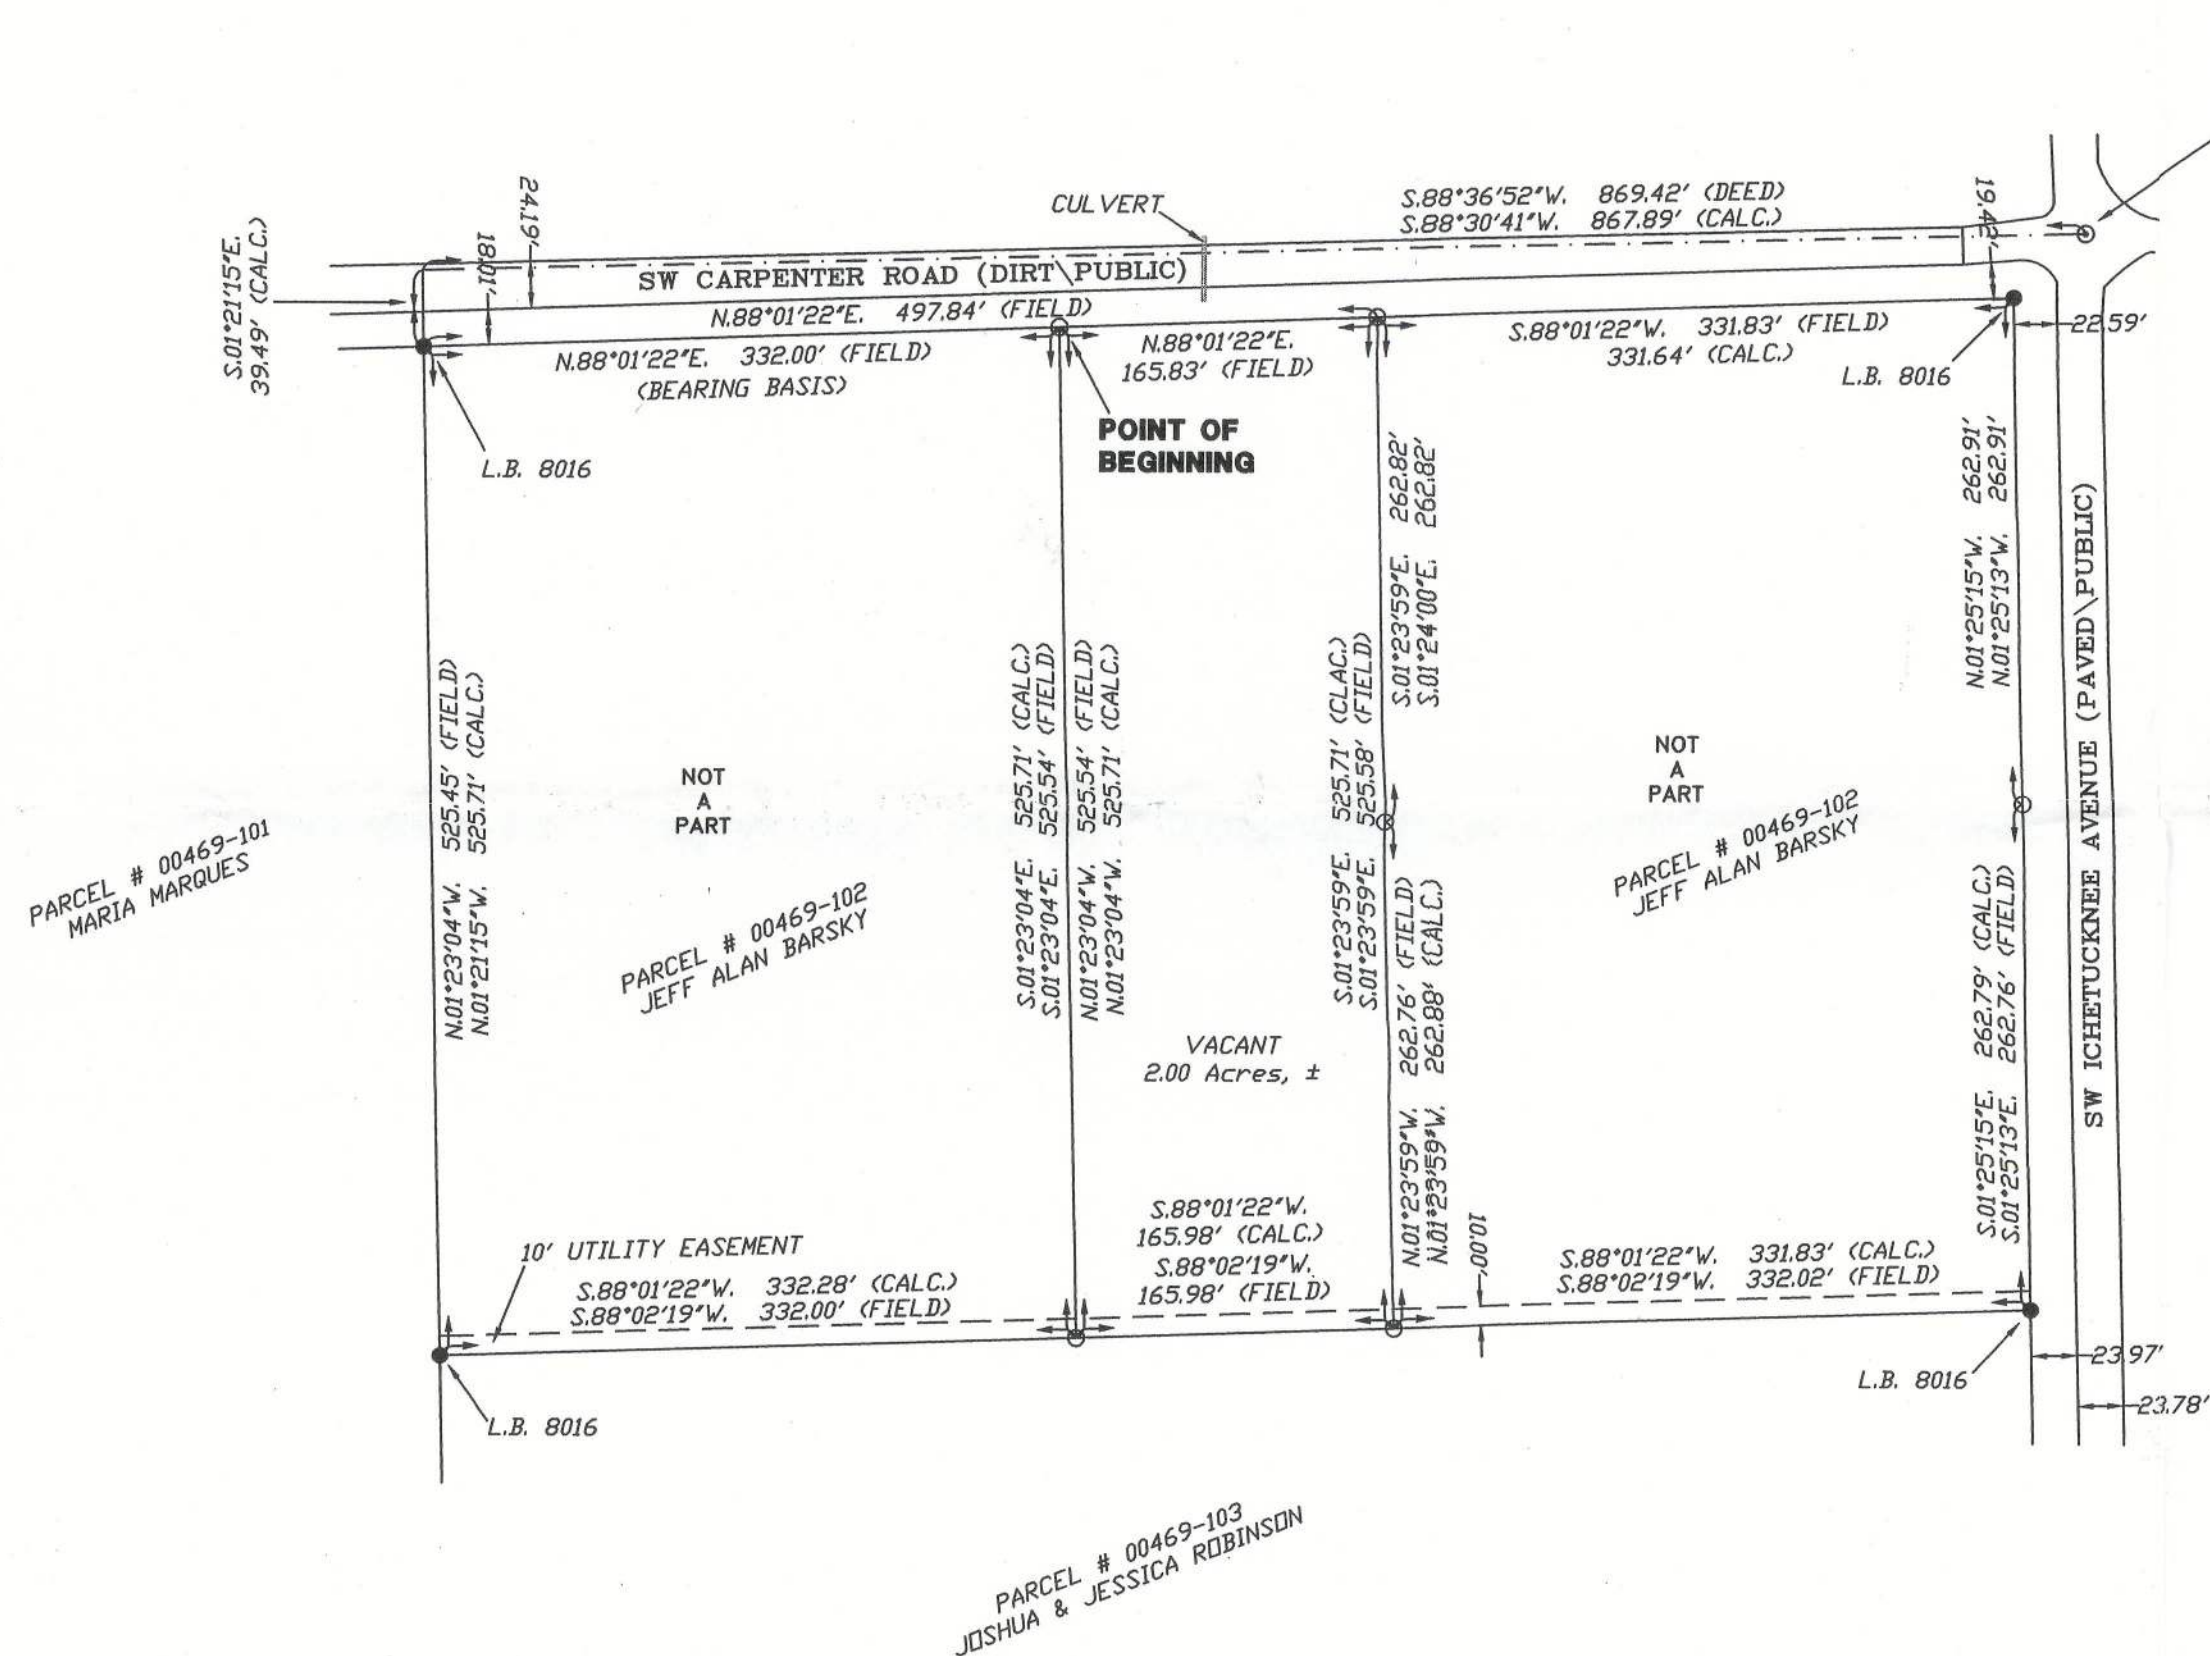 S.88°36'52"W. 869.42' (DEED)
S.88°30'41"W. 867.89' (CALC.)
CULVERT
24.19'
18.01'
19.42'
S.01°21'15"E.
39.49' (CALC.)
SW CARPENTER ROAD (DIRT\PUBLIC)
N.88°01'22"E. 497.84' (FIELD)
N.88°01'22"E. 332.00' (FIELD)
(BEARING BASIS)
N.88°01'22"E.
165.83' (FIELD)
S.88°01'22"W. 331.83' (FIELD)
331.64' (CALC.)
22.59'
L.B. 8016
POINT OF
BEGINNING
L.B. 8016
S.01°23'59"E. 262.82'
S.01°24'00"E. 262.82'
N.01°25'15"W. 262.91'
N.01°25'13"W. 262.91'
SW ICHETUCKNEE AVENUE (PAVED\PUBLIC)
N.01°23'04"W. 525.45' (FIELD)
N.01°21'15"W. 525.71' (CALC.)
S.01°23'04"E. 525.71' (CALC.)
S.01°23'04"E. 525.54' (FIELD)
N.01°23'04"W. 525.54' (FIELD)
N.01°23'04"W. 525.71' (CALC.)
S.01°23'59"E. 525.71' (CLAC.)
S.01°23'59"E. 525.58' (FIELD)
NOT
A
PART
NOT
A
PART
PARCEL # 00469-101
MARIA MARQUES
PARCEL # 00469-102
JEFF ALAN BARSKY
PARCEL # 00469-102
JEFF ALAN BARSKY
N.01°23'59"W. 262.76' (FIELD)
N.01°23'59"W. 262.88' (CALC.)
S.01°25'15"E. 262.79' (CALC.)
S.01°25'13"E. 262.76' (FIELD)
VACANT
2.00 Acres, ±
10' UTILITY EASEMENT
S.88°01'22"W. 332.28' (CALC.)
S.88°02'19"W. 332.00' (FIELD)
S.88°01'22"W.
165.98' (CALC.)
S.88°02'19"W.
165.98' (FIELD)
10.00'
S.88°01'22"W. 331.83' (CALC.)
S.88°02'19"W. 332.02' (FIELD)
23.97'
L.B. 8016
23.78'
L.B. 8016
PARCEL # 00469-103
JOSHUA & JESSICA ROBINSON